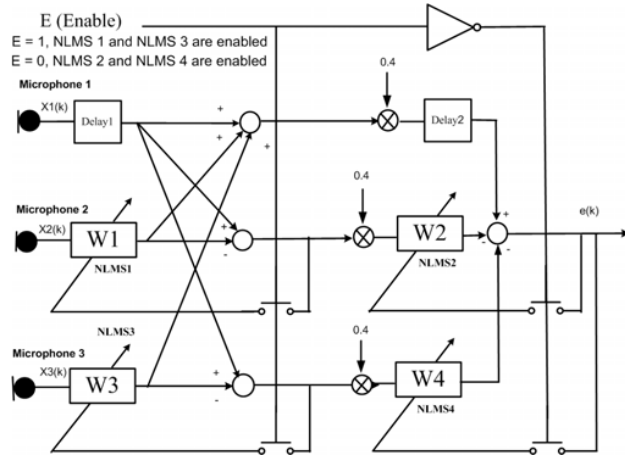 E (Enable)
E = 1, NLMS 1 and NLMS 3 are enabled
E = 0, NLMS 2 and NLMS 4 are enabled
0.4
Microphone 1
X1(k)
Delay1
+
+
+
Delay2
0.4
+
e(k)
Microphone 2
X2(k)
W1
NLMS1
+
-
W2
NLMS2
-
-
NLMS3
0.4
Microphone 3
X3(k)
W3
+
-
W4
NLMS4